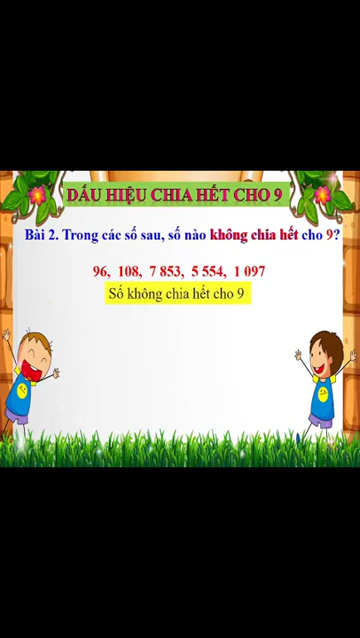 DẤU HIỆU CHIA HẾT CHO 9
Bài 2. Trong các số sau, số nào không chia hết cho 9?
96, 108, 7 853, 5 554, 1 097
Số không chia hết cho 9